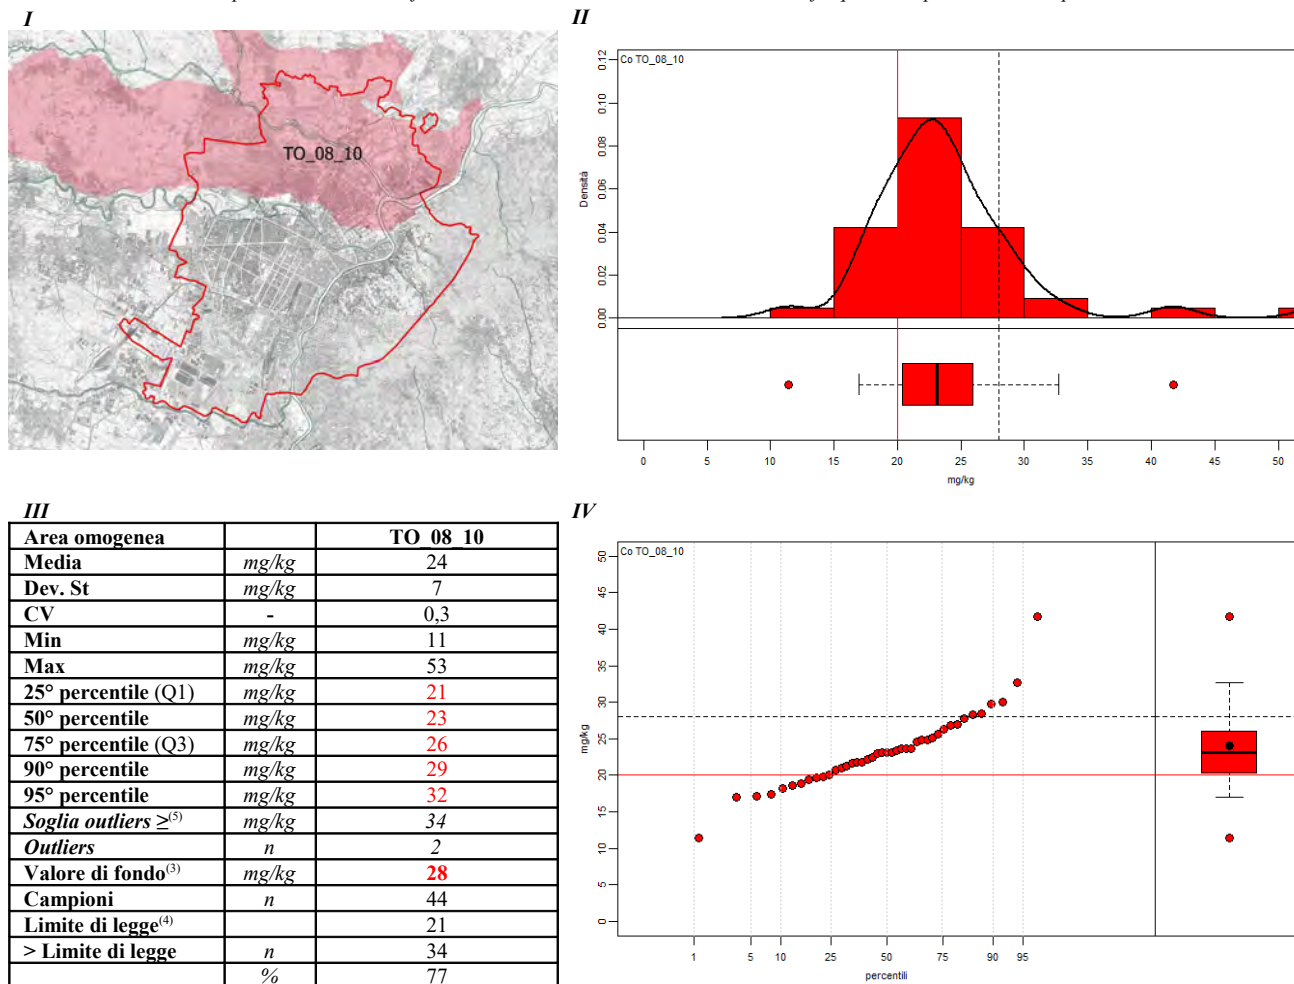 I
II
TO_08_10
Co TO_08_10
Densità
0.00 0.02 0.04 0.06 0.08 0.10 0.12
0 5 10 15 20 25 30 35 40 45 50
mg/kg
III
Area omogenea TO_08_10
Media mg/kg 24
Dev. St mg/kg 7
CV - 0,3
Min mg/kg 11
Max mg/kg 53
25° percentile (Q1) mg/kg 21
50° percentile mg/kg 23
75° percentile (Q3) mg/kg 26
90° percentile mg/kg 29
95° percentile mg/kg 32
Soglia outliers ≥(5) mg/kg 34
Outliers n 2
Valore di fondo(3) mg/kg 28
Campioni n 44
Limite di legge(4) 21
> Limite di legge n 34
% 77
IV
Co TO_08_10
mg/kg
0 5 10 15 20 25 30 35 40 45 50
1 5 10 25 50 75 90 95
percentili